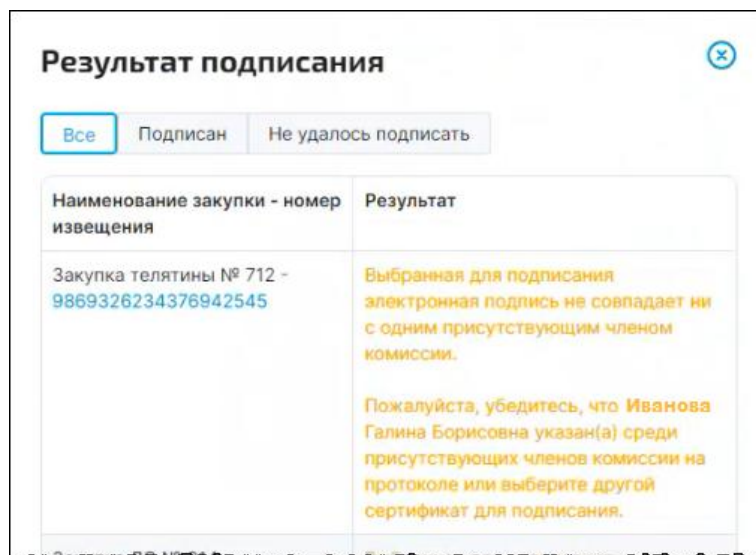 Результат подписания
Все Подписан Не удалось подписать
Наименование закупки - номер
извещения
Результат
Закупка телятины № 712 -
9869326234376942545
Выбранная для подписания
электронная подпись не совпадает ни
с одним присутствующим членом
комиссии.
Пожалуйста, убедитесь, что Иванова
Галина Борисовна указан(а) среди
присутствующих членов комиссии на
протоколе или выберите другой
сертификат для подписания.